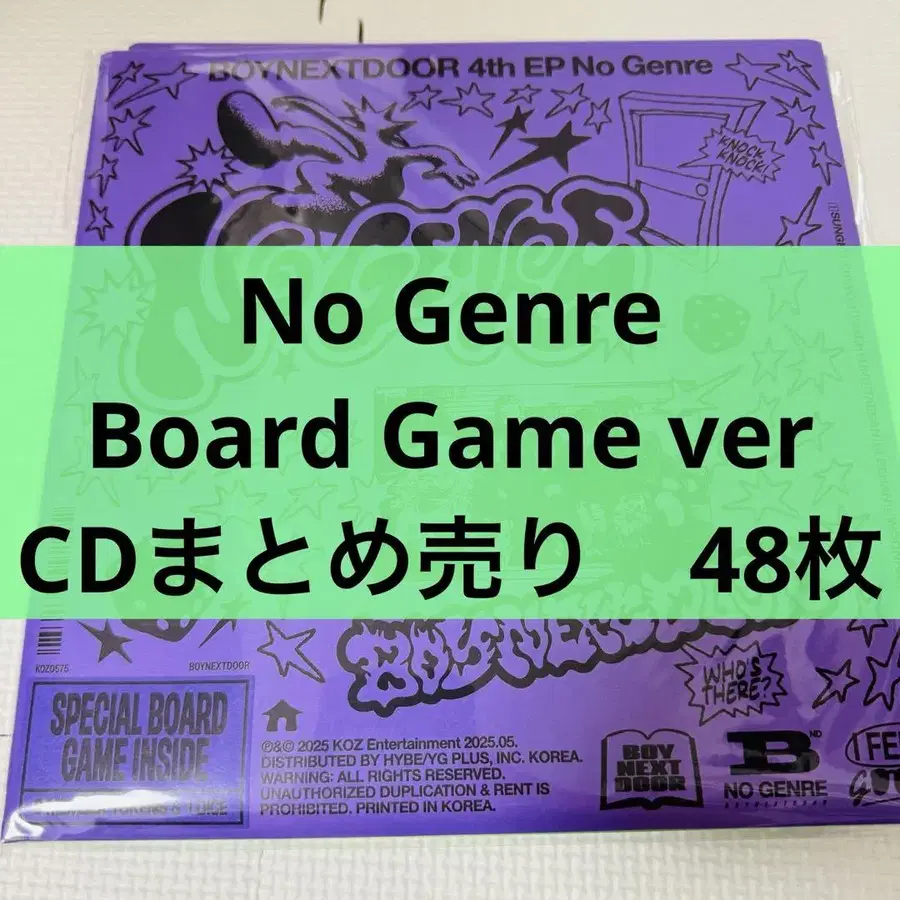 BOYNEXTDOOR 4th EP No Genre
KNOCK
KNOCK!
No Genre
Board Game ver
CDまとめ売り 48枚
KOZ0575
BOYNEXTDOOR
WHO'S
THERE?
SPECIAL BOARD
GAME INSIDE
℗&© 2025 KOZ Entertainment 2025.05.
DISTRIBUTED BY HYBE/YG PLUS, INC. KOREA.
WARNING: ALL RIGHTS RESERVED.
UNAUTHORIZED DUPLICATION & RENT IS
PROHIBITED. PRINTED IN KOREA.
BOY
NEXT
DOOR
B ND
NO GENRE
BOYNEXTDOOR
I FEEL